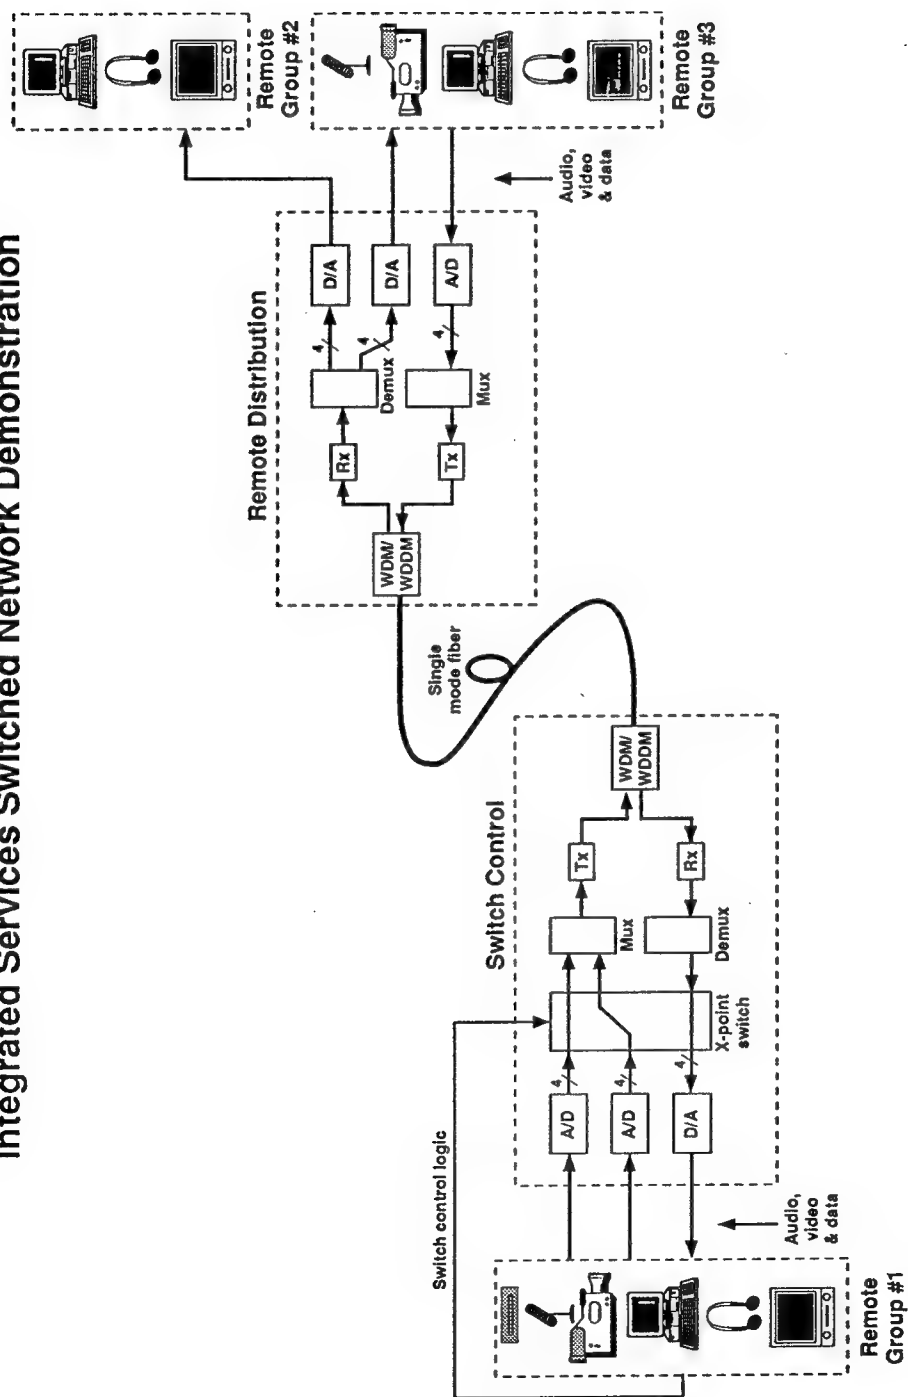 Integrated Services Switched Network Demonstration
Remote
Group #2
Remote
Group #3
Audio,
video
& data
Remote Distribution
D/A
D/A
A/D
4
4
4
Demux
Mux
Rx
Tx
WDM/
WDDM
Single
mode fiber
Switch Control
WDM/
WDDM
Tx
Rx
Mux
Demux
X-point
switch
4
4
4
A/D
A/D
D/A
Switch control logic
Audio,
video
& data
Remote
Group #1